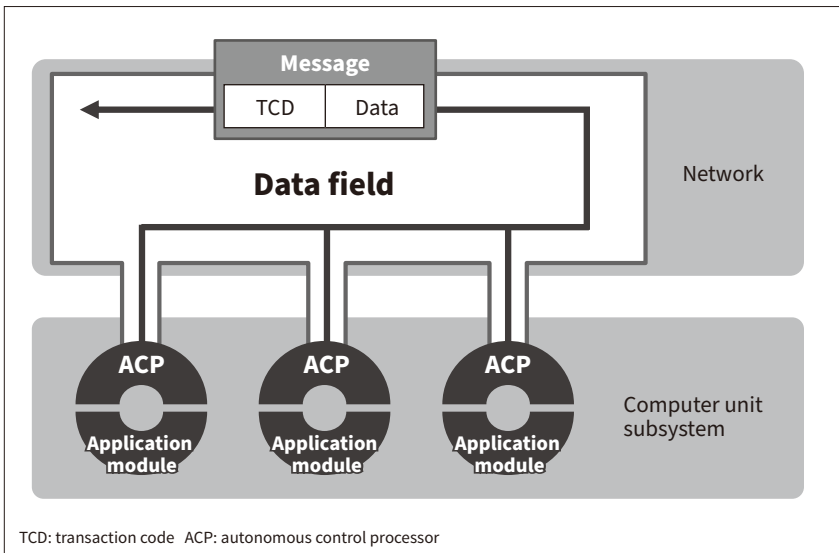 Message
TCD Data
Data field
Network
ACP ACP ACP
Application Application Application
module module module
Computer unit
subsystem
TCD: transaction code ACP: autonomous control processor